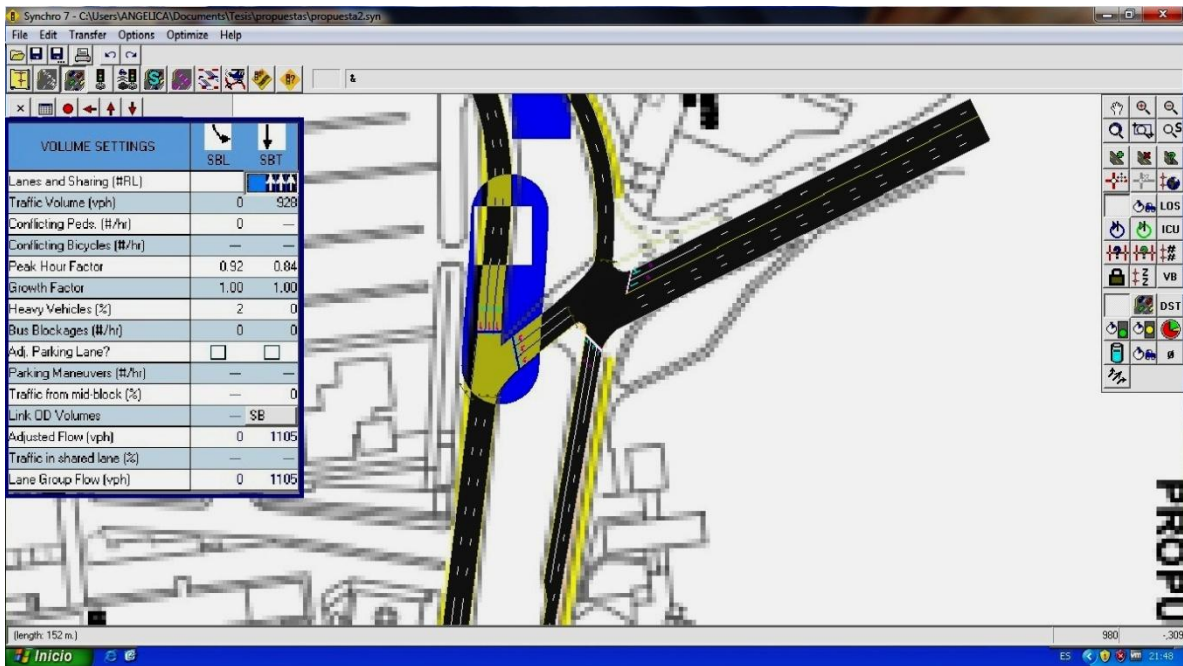 Synchro 7 - C:\Users\ANGELICA\Documents\Tesis\propuestas\propuesta2.syn
File Edit Transfer Options Optimize Help
&
VOLUME SETTINGS SBL SBT
Lanes and Sharing (#RL)
Traffic Volume (vph) 0 928
Conflicting Peds. (#/hr) 0 —
Conflicting Bicycles (#/hr) — —
Peak Hour Factor 0.92 0.84
Growth Factor 1.00 1.00
Heavy Vehicles (%) 2 0
Bus Blockages (#/hr) 0 0
Adj. Parking Lane?
Parking Maneuvers (#/hr) — —
Traffic from mid-block (%) — 0
Link OD Volumes — SB
Adjusted Flow (vph) 0 1105
Traffic in shared lane (%) — —
Lane Group Flow (vph) 0 1105
LOS
ICU
VB
DST
ø
PROPU
(length: 152 m.) 980 -,309
Inicio ES 21:48